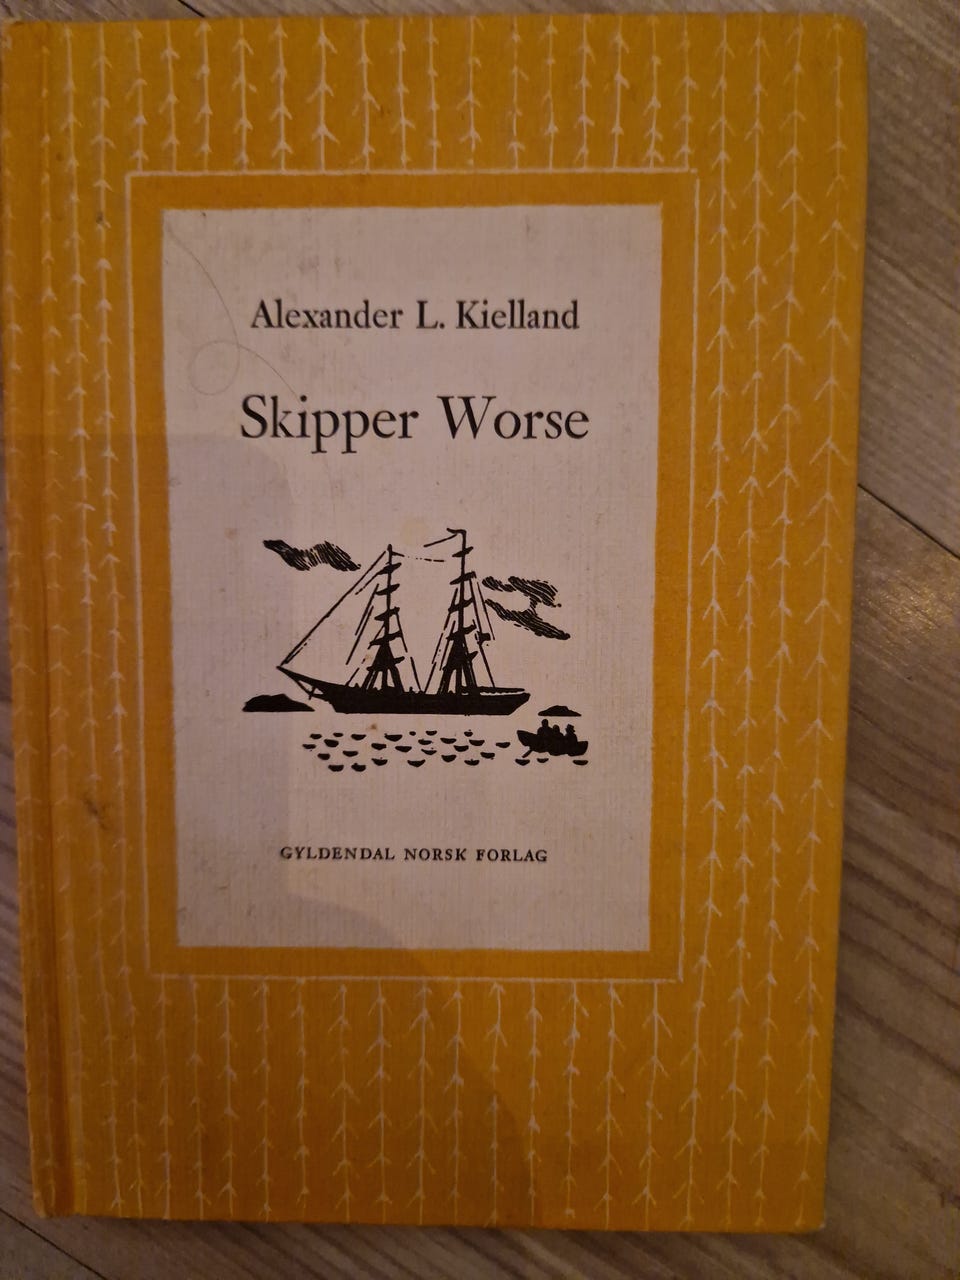 Alexander L. Kielland
Skipper Worse
GYLDENDAL NORSK FORLAG